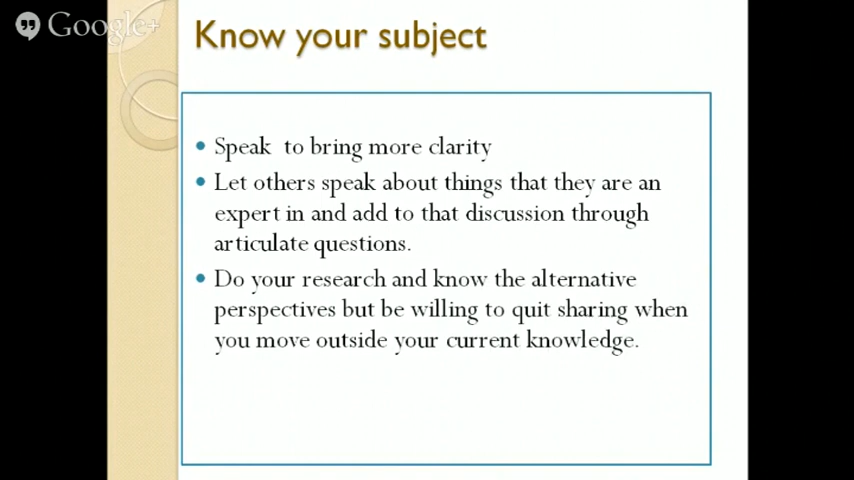 Google+
Know your subject
Speak to bring more clarity
Let others speak about things that they are an
expert in and add to that discussion through
articulate questions.
Do your research and know the alternative
perspectives but be willing to quit sharing when
you move outside your current knowledge.